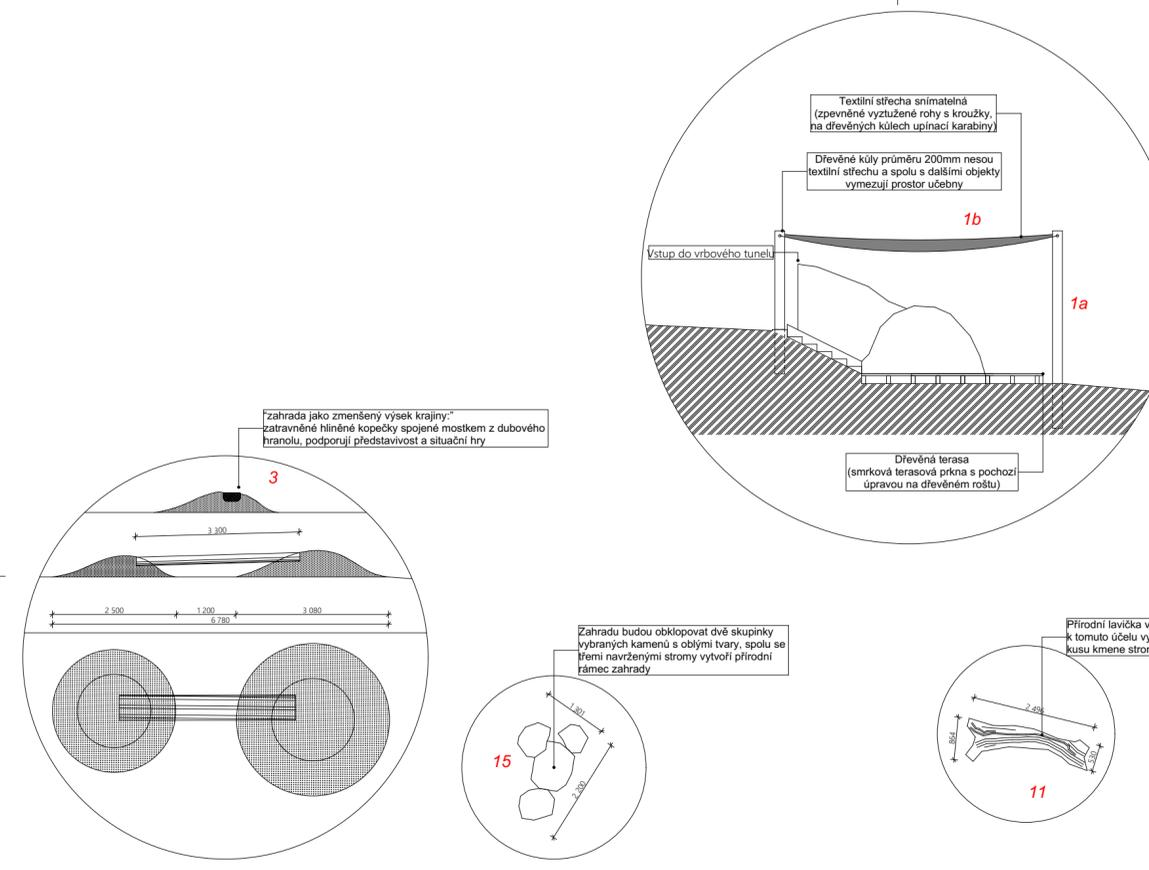 Textilní střecha snímatelná
(zpevněné vyztužené rohy s kroužky,
na dřevěných kůlech upínací karabiny)
Dřevěné kůly průměru 200mm nesou
textilní střechu a spolu s dalšími objekty
vymezují prostor učebny
1b
Vstup do vrbového tunelu
1a
Dřevěná terasa
(smrková terasová prkna s pochozí
úpravou na dřevěném roštu)
"zahrada jako zmenšený výsek krajiny:"
zatravněné hliněné kopečky spojené mostkem z dubového
hranolu, podporují představivost a situační hry
3
3 300
2 500
1 200
3 080
6 780
Zahradu budou obklopovat dvě skupinky
vybraných kamenů s oblými tvary, spolu se
třemi navrženými stromy vytvoří přírodní
rámec zahrady
1 301
15
2 200
Přírodní lavička v
k tomuto účelu vy
kusu kmene stro
2 496
864
530
11